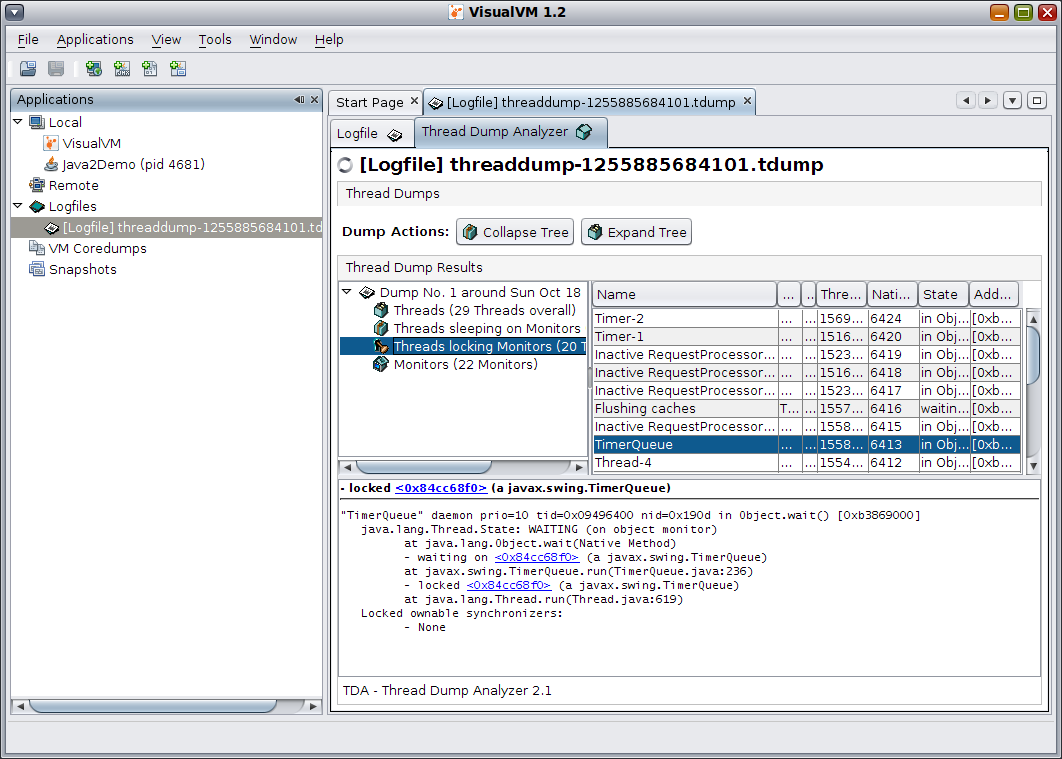 VisualVM 1.2
File Applications View Tools Window Help
Applications
Local
VisualVM
Java2Demo (pid 4681)
Remote
Logfiles
[Logfile] threaddump-1255885684101.td
VM Coredumps
Snapshots
Start Page [Logfile] threaddump-1255885684101.tdump
Logfile Thread Dump Analyzer
[Logfile] threaddump-1255885684101.tdump
Thread Dumps
Dump Actions: Collapse Tree Expand Tree
Thread Dump Results
Dump No. 1 around Sun Oct 18
Threads (29 Threads overall)
Threads sleeping on Monitors
Threads locking Monitors (20 T
Monitors (22 Monitors)
Name ... .. Thre... Nati... State Add...
Timer-2 ... ... 1569... 6424 in Obj... [0xb...
Timer-1 ... ... 1516... 6420 in Obj... [0xb...
Inactive RequestProcessor... ... ... 1523... 6419 in Obj... [0xb...
Inactive RequestProcessor... ... ... 1516... 6418 in Obj... [0xb...
Inactive RequestProcessor... ... ... 1523... 6417 in Obj... [0xb...
Flushing caches T... ... 1557... 6416 waitin... [0xb...
Inactive RequestProcessor... ... ... 1558... 6415 in Obj... [0xb...
TimerQueue ... ... 1558... 6413 in Obj... [0xb...
Thread-4 ... ... 1554... 6412 in Obj... [0xb...
- locked <0x84cc68f0> (a javax.swing.TimerQueue)
"TimerQueue" daemon prio=10 tid=0x09496400 nid=0x190d in Object.wait() [0xb3869000]
java.lang.Thread.State: WAITING (on object monitor)
at java.lang.Object.wait(Native Method)
- waiting on <0x84cc68f0> (a javax.swing.TimerQueue)
at javax.swing.TimerQueue.run(TimerQueue.java:236)
- locked <0x84cc68f0> (a javax.swing.TimerQueue)
at java.lang.Thread.run(Thread.java:619)
Locked ownable synchronizers:
- None
TDA - Thread Dump Analyzer 2.1